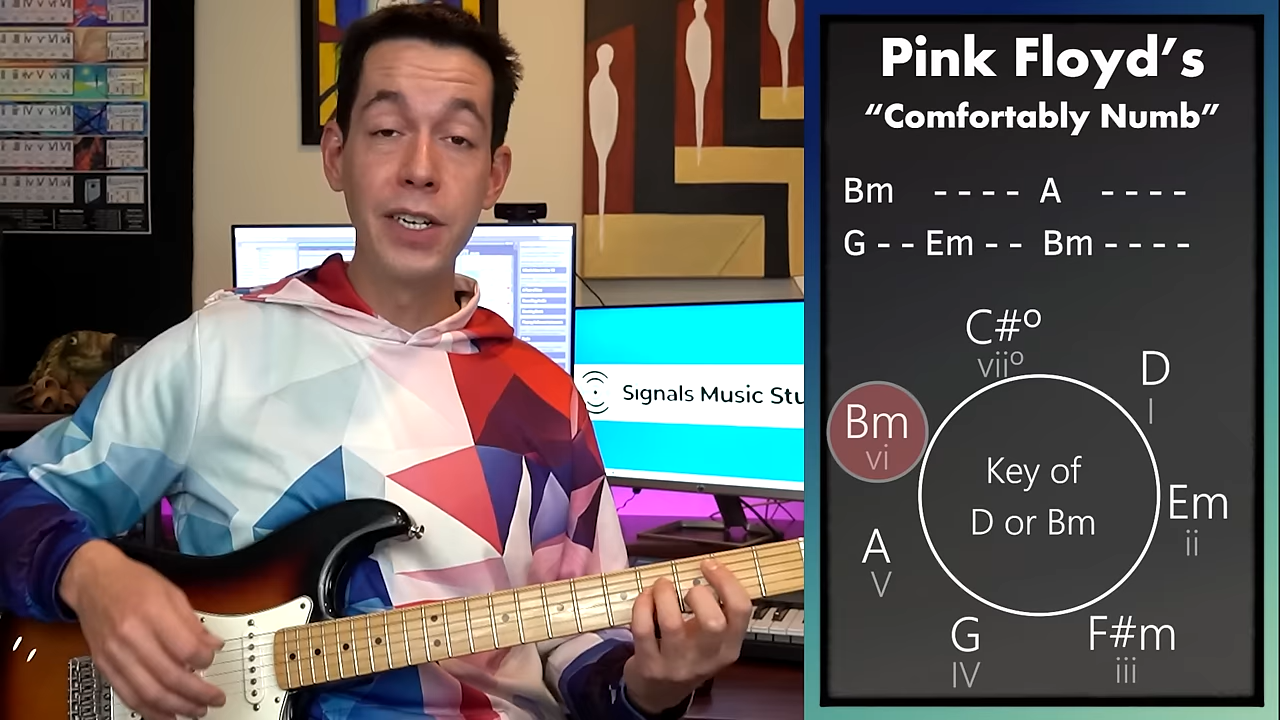 Pink Floyd's
"Comfortably Numb"
Bm ---- A ----
G -- Em -- Bm ----
C#º
viiº
D
I
Bm
vi
Key of
D or Bm
Em
ii
A
V
G
IV
F#m
iii
Signals Music Stu